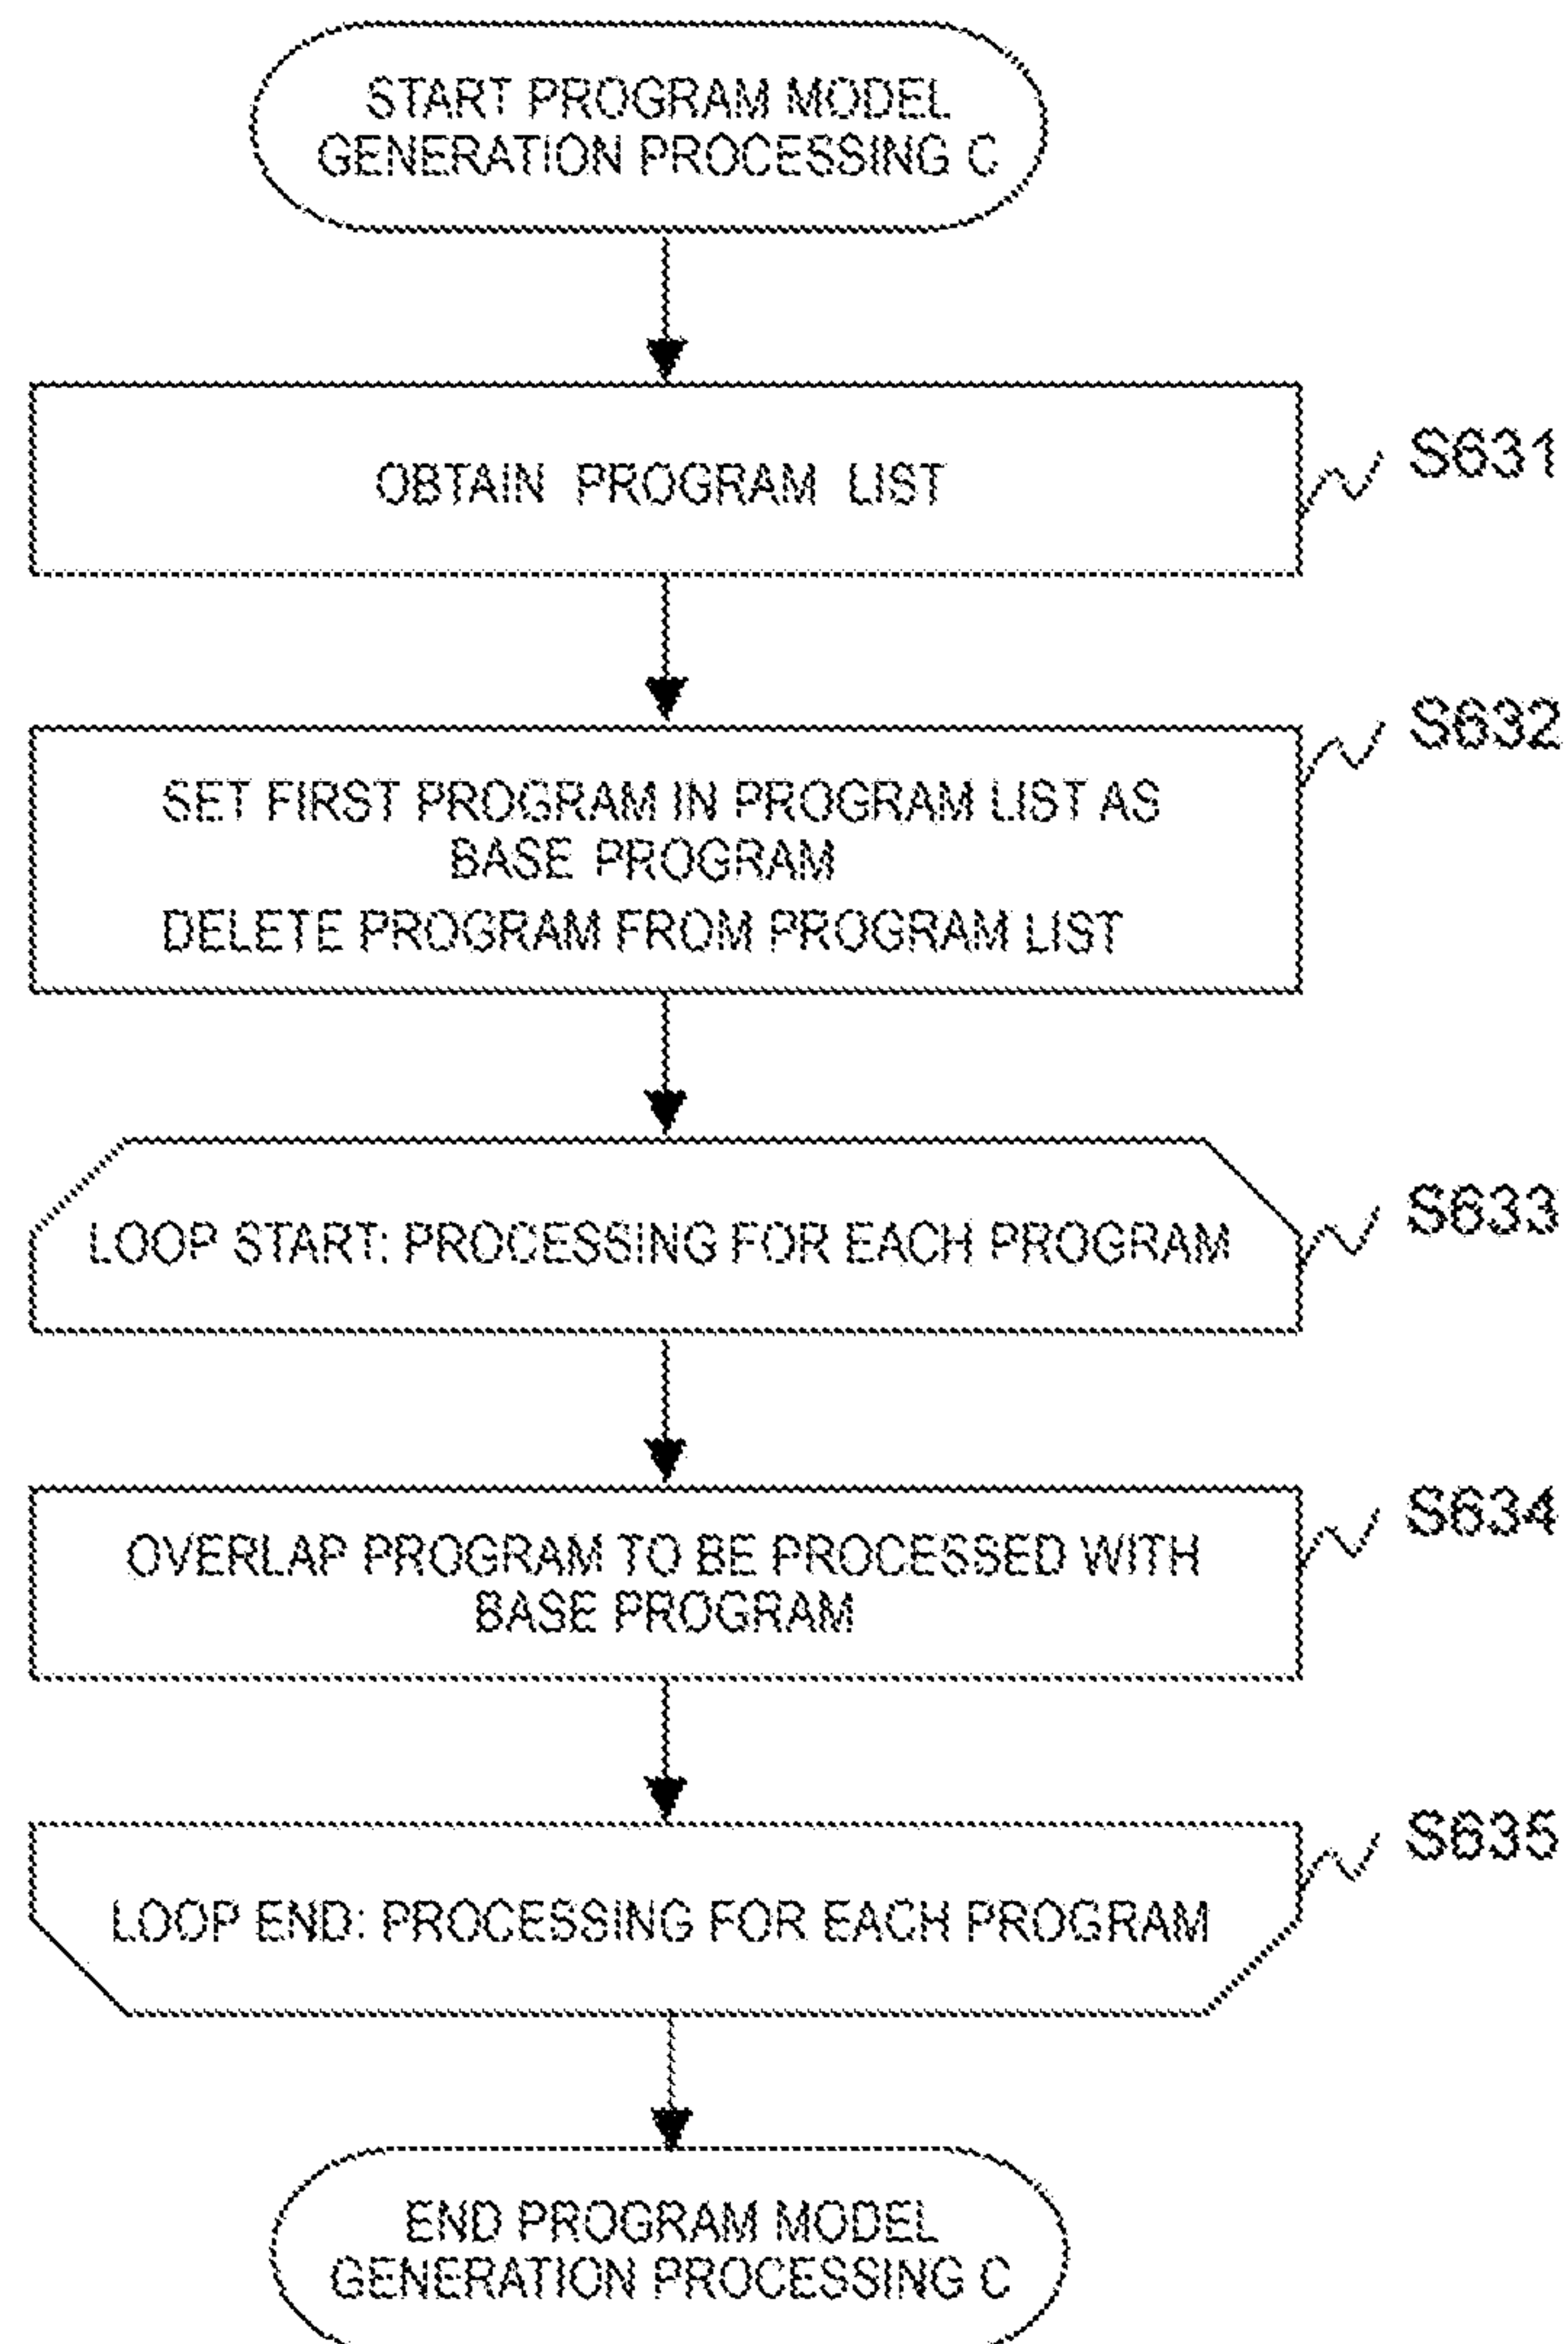 START PROGRAM MODEL
GENERATION PROCESSING C
OBTAIN PROGRAM LIST
S631
S632
SET FIRST PROGRAM IN PROGRAM LIST AS
BASE PROGRAM
DELETE PROGRAM FROM PROGRAM LIST
S633
LOOP START: PROCESSING FOR EACH PROGRAM
S634
OVERLAP PROGRAM TO BE PROCESSED WITH
BASE PROGRAM
S635
LOOP END: PROCESSING FOR EACH PROGRAM
END PROGRAM MODEL
GENERATION PROCESSING C